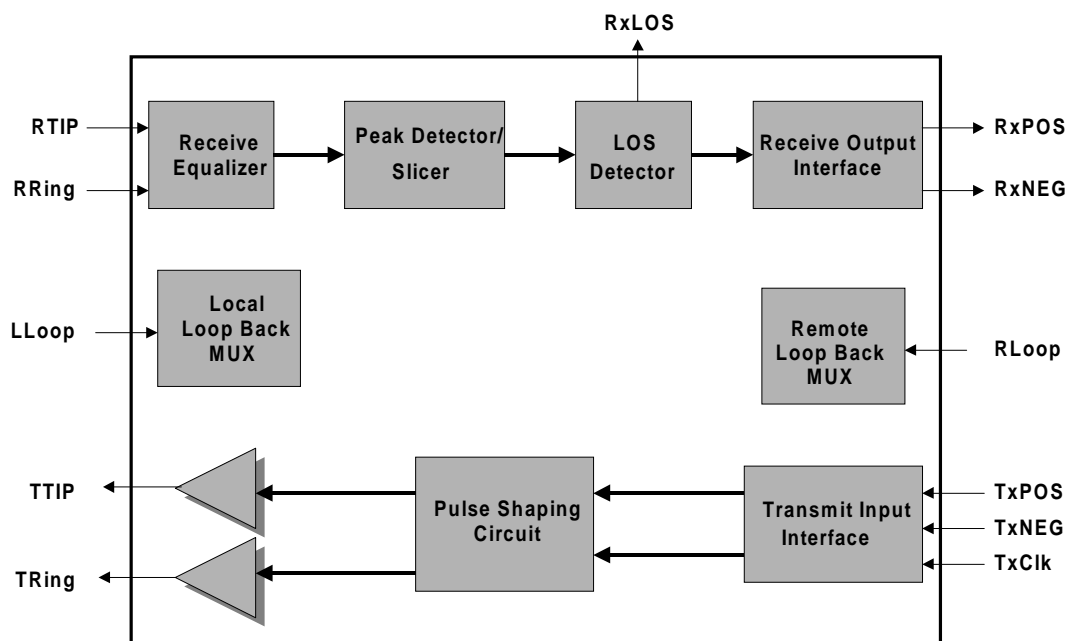 RxLOS
RTIP
RRing
Receive
Equalizer
Peak Detector/
Slicer
LOS
Detector
Receive Output
Interface
RxPOS
RxNEG
LLoop
Local
Loop Back
MUX
Remote
Loop Back
MUX
RLoop
TTIP
TRing
Pulse Shaping
Circuit
Transmit Input
Interface
TxPOS
TxNEG
TxClk